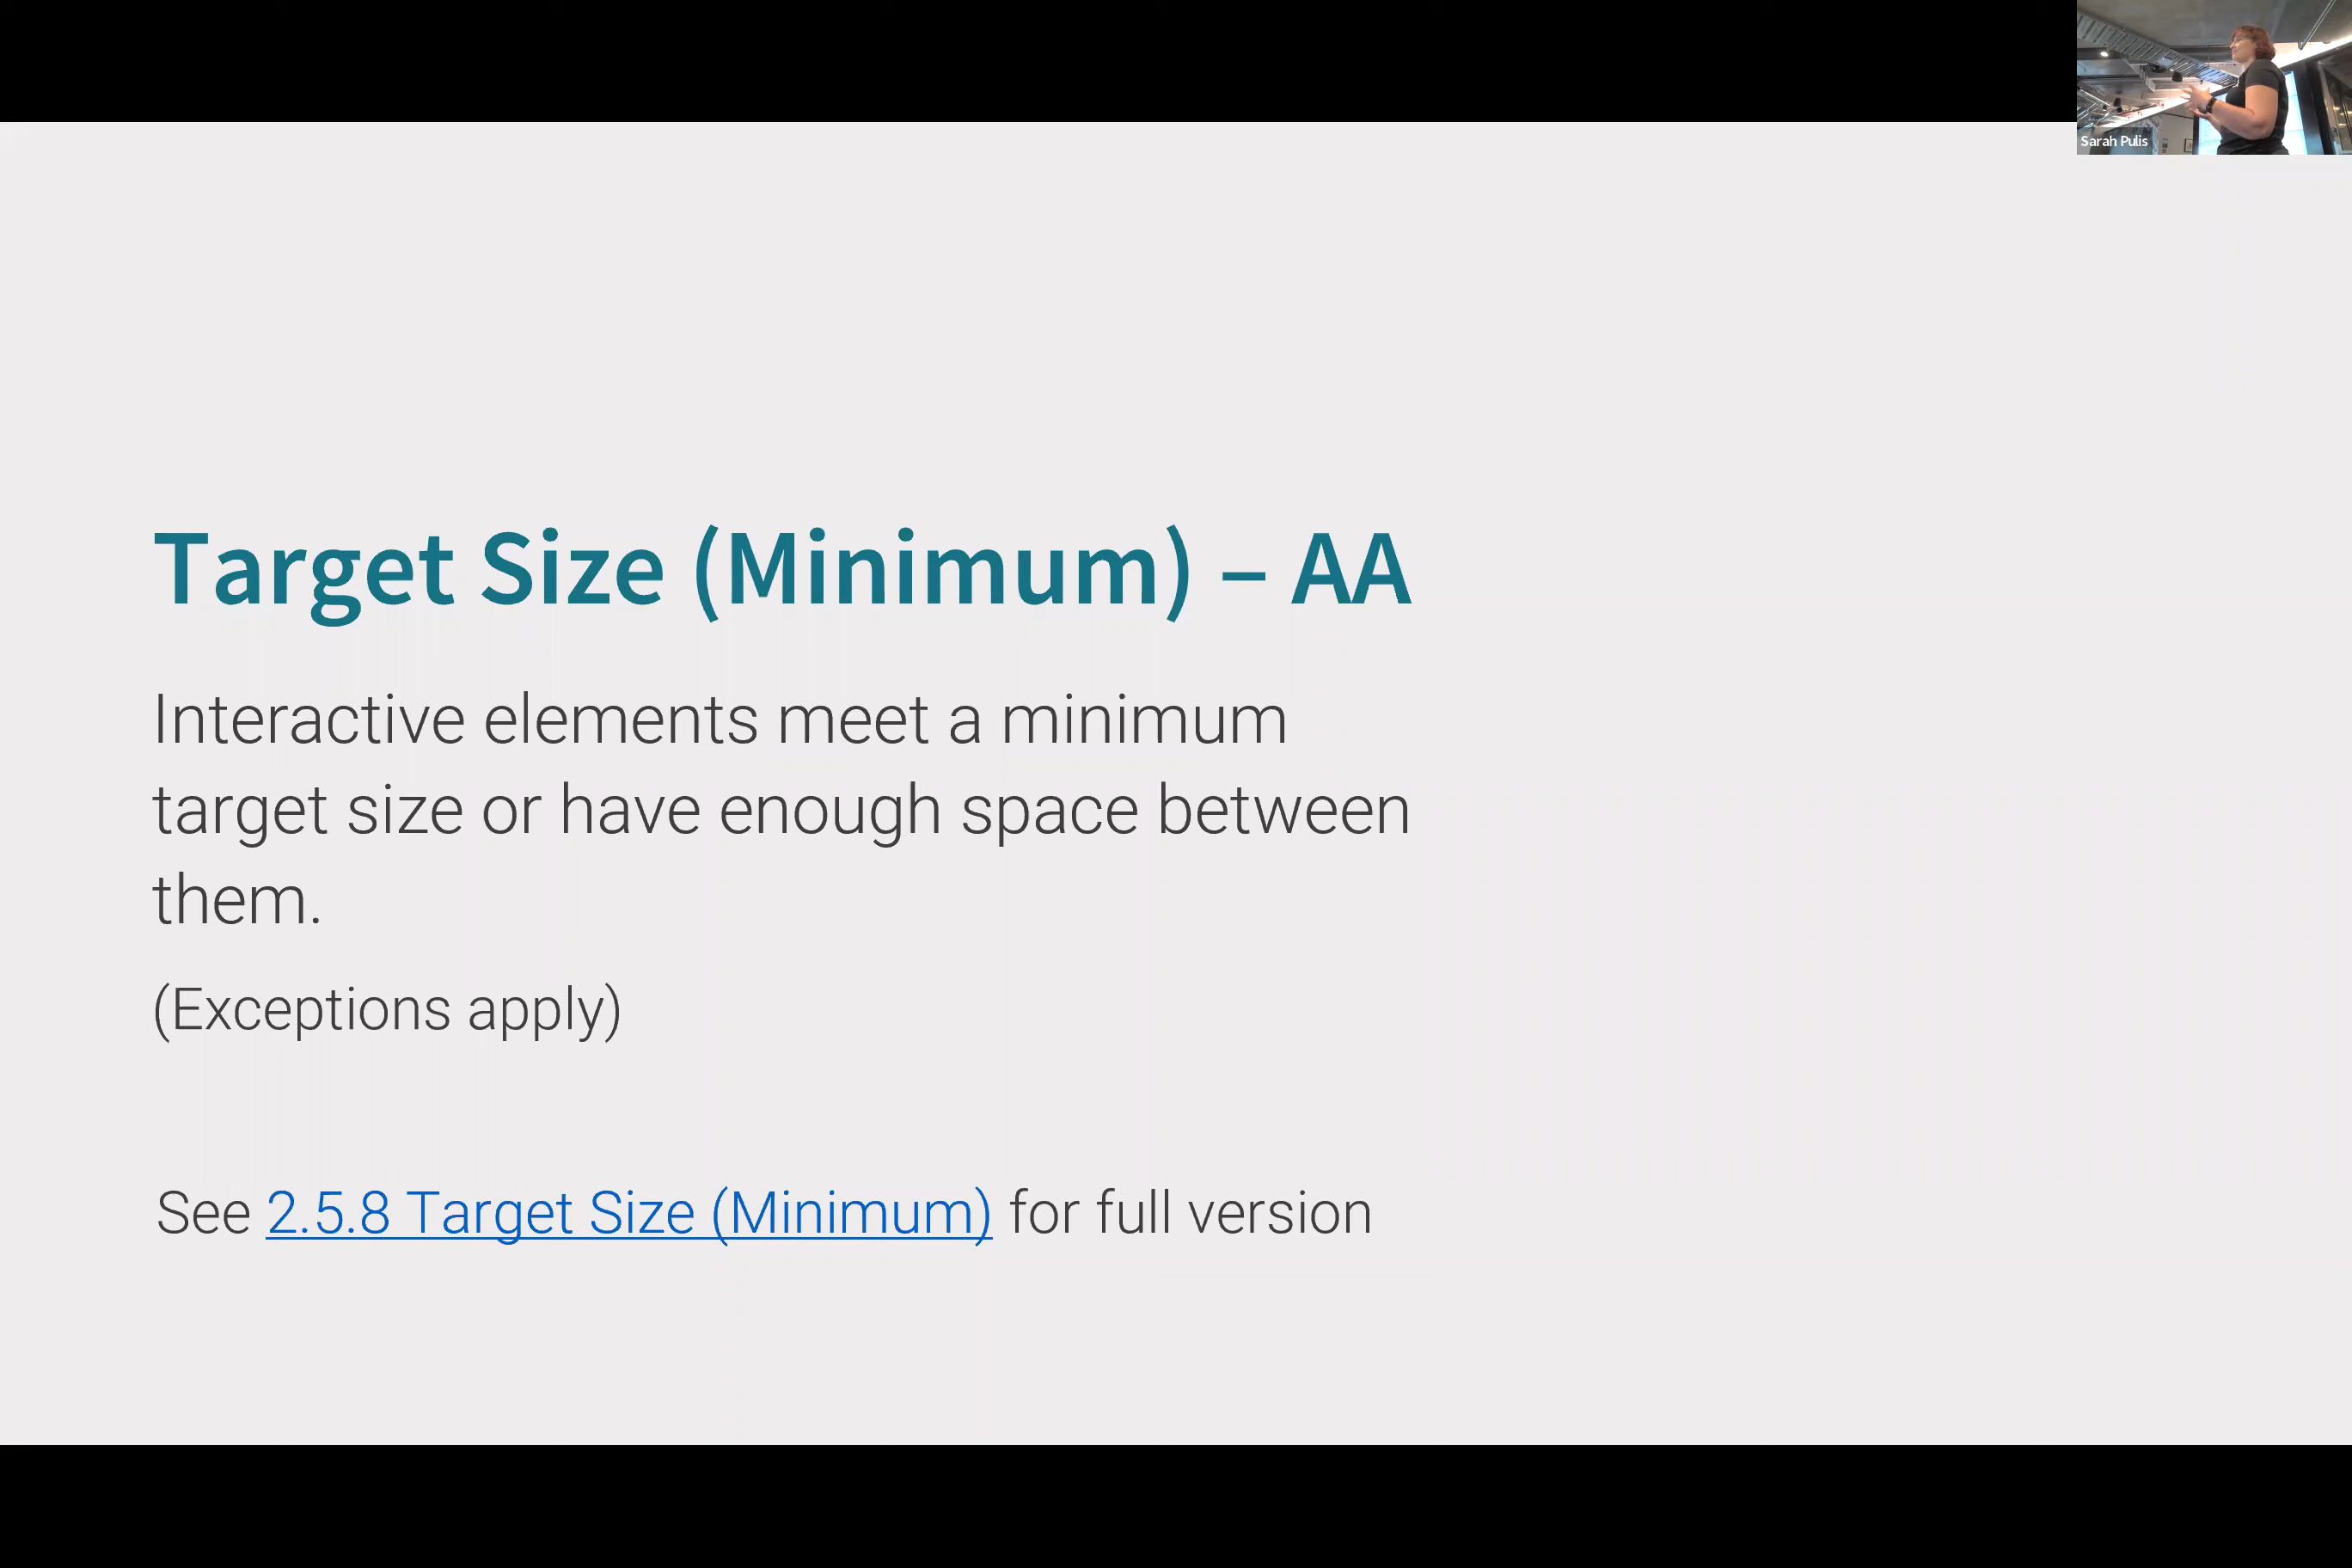 Sarah Pulis
Target Size (Minimum) – AA
Interactive elements meet a minimum
target size or have enough space between
them.
(Exceptions apply)
See 2.5.8 Target Size (Minimum) for full version